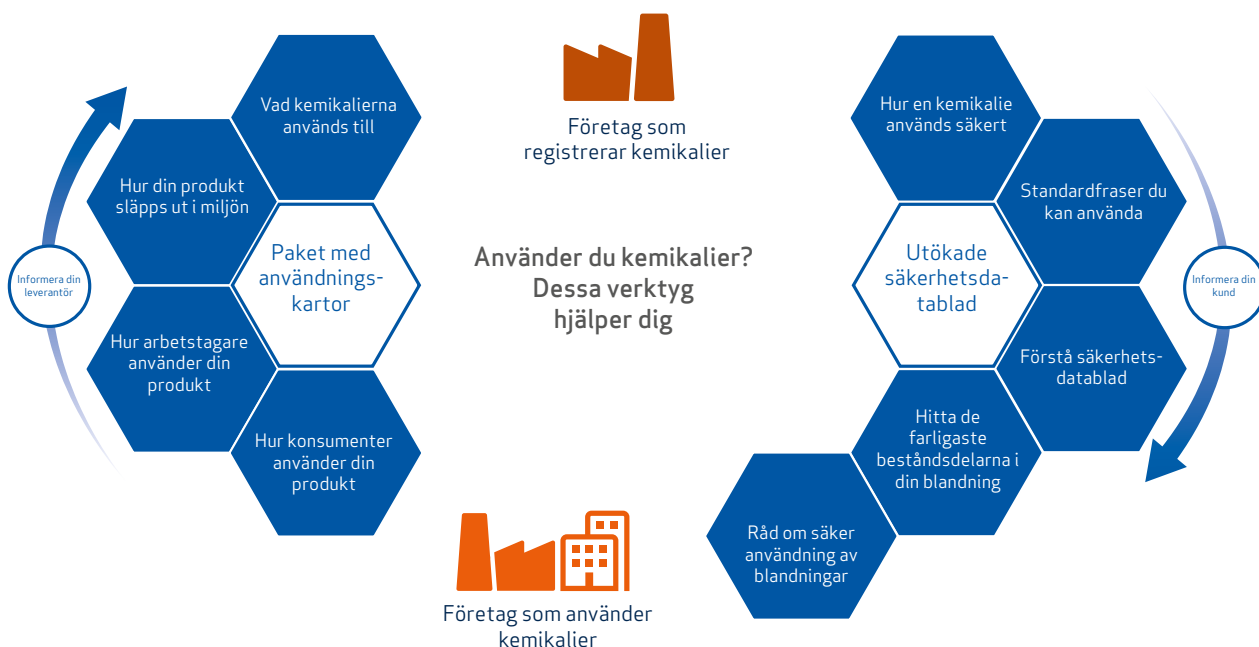 Vad kemikalierna
används till
Hur din produkt
släpps ut i miljön
Paket med
användnings-
kartor
Informera din
leverantör
Hur arbetstagare
använder din
produkt
Hur konsumenter
använder din
produkt
Företag som
registrerar kemikalier
Använder du kemikalier?
Dessa verktyg
hjälper dig
Företag som använder
kemikalier
Hur en kemikalie
används säkert
Standardfraser du
kan använda
Utökade
säkerhetsda-
tablad
Informera din
kund
Förstå säkerhets-
datablad
Hitta de
farligaste
beståndsdelarna i
din blandning
Råd om säker
användning av
blandningar